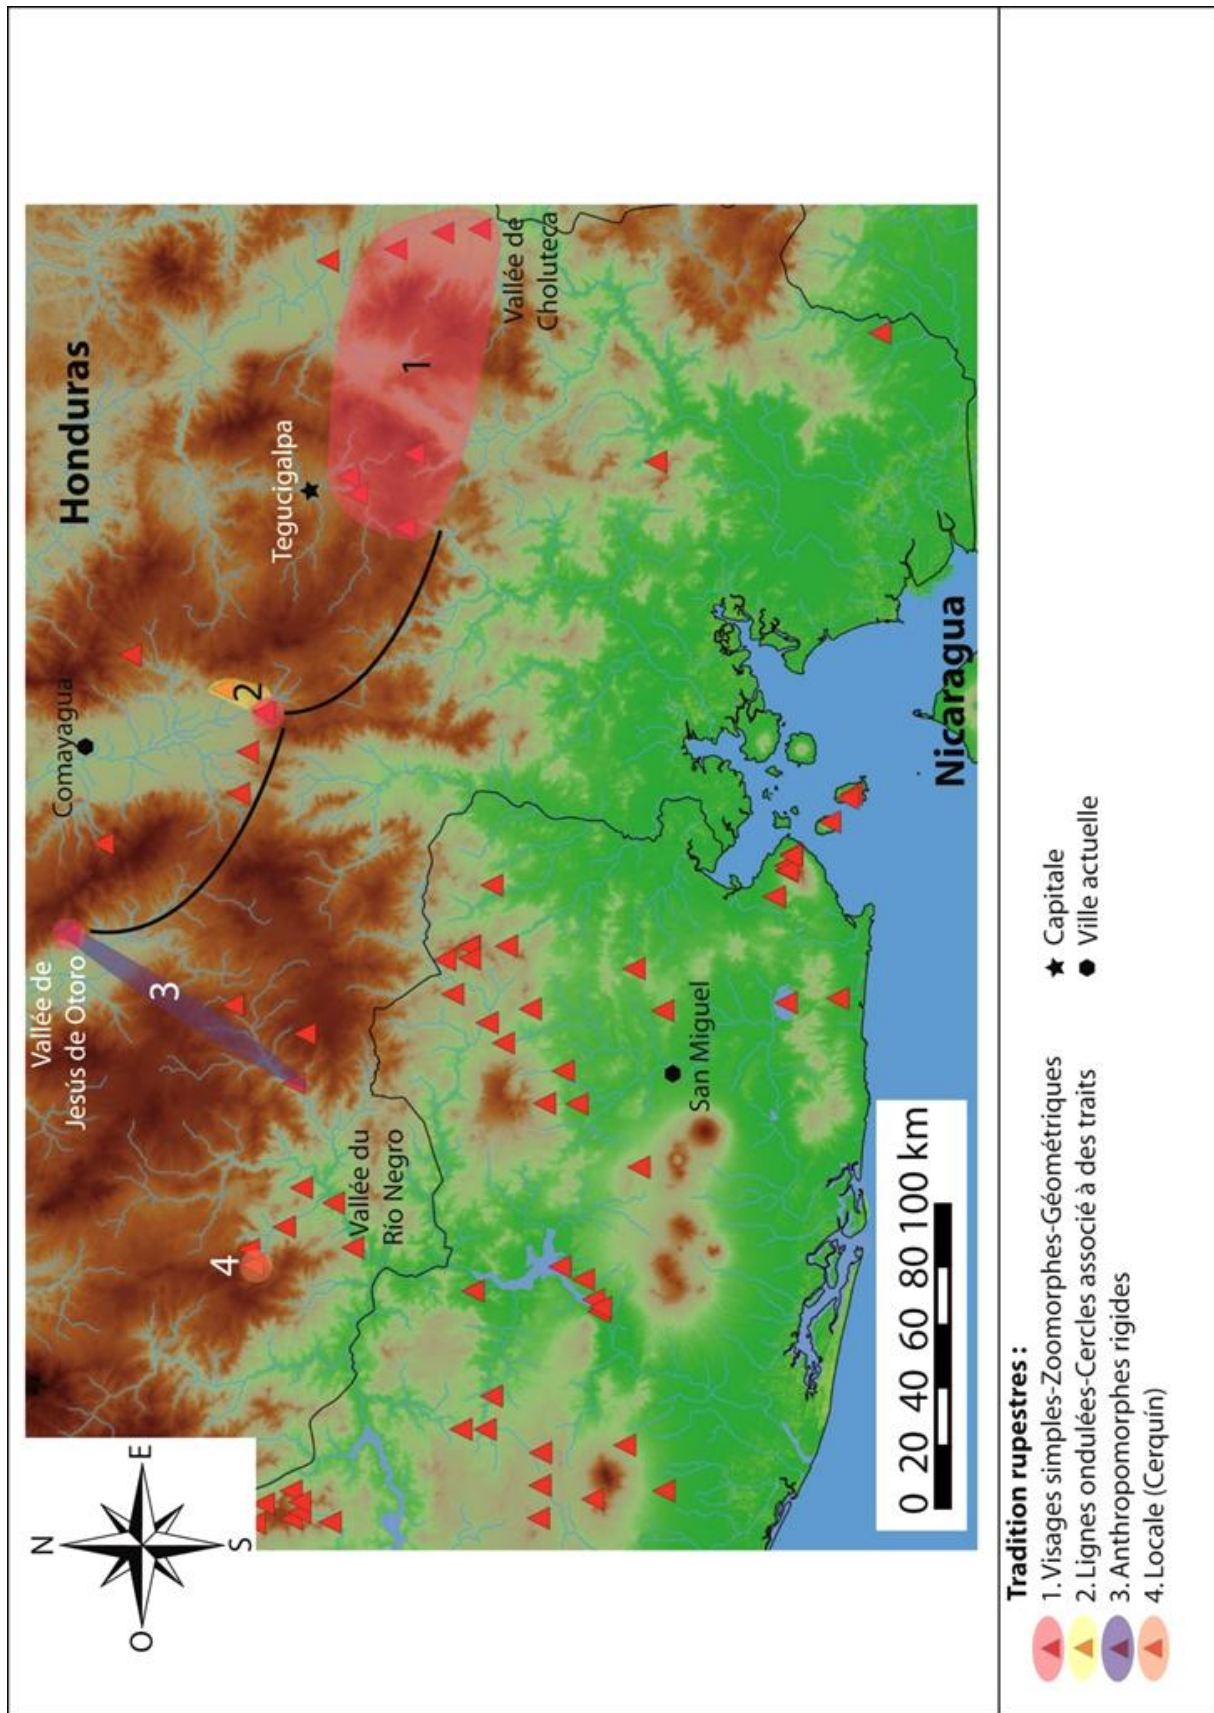 N
O
E
S
Honduras
Comayagua
Vallée de
Jesús de Otoro
Tegucigalpa
1
2
3
4
Vallée de
Choluteca
Vallée du
Río Negro
San Miguel
Nicaragua
0 20 40 60 80 100 km
Tradition rupestres :
1. Visages simples-Zoomorphes-Géométriques
2. Lignes ondulées-Cercles associé à des traits
3. Anthropomorphes rigides
4. Locale (Cerquín)
Capitale
Ville actuelle